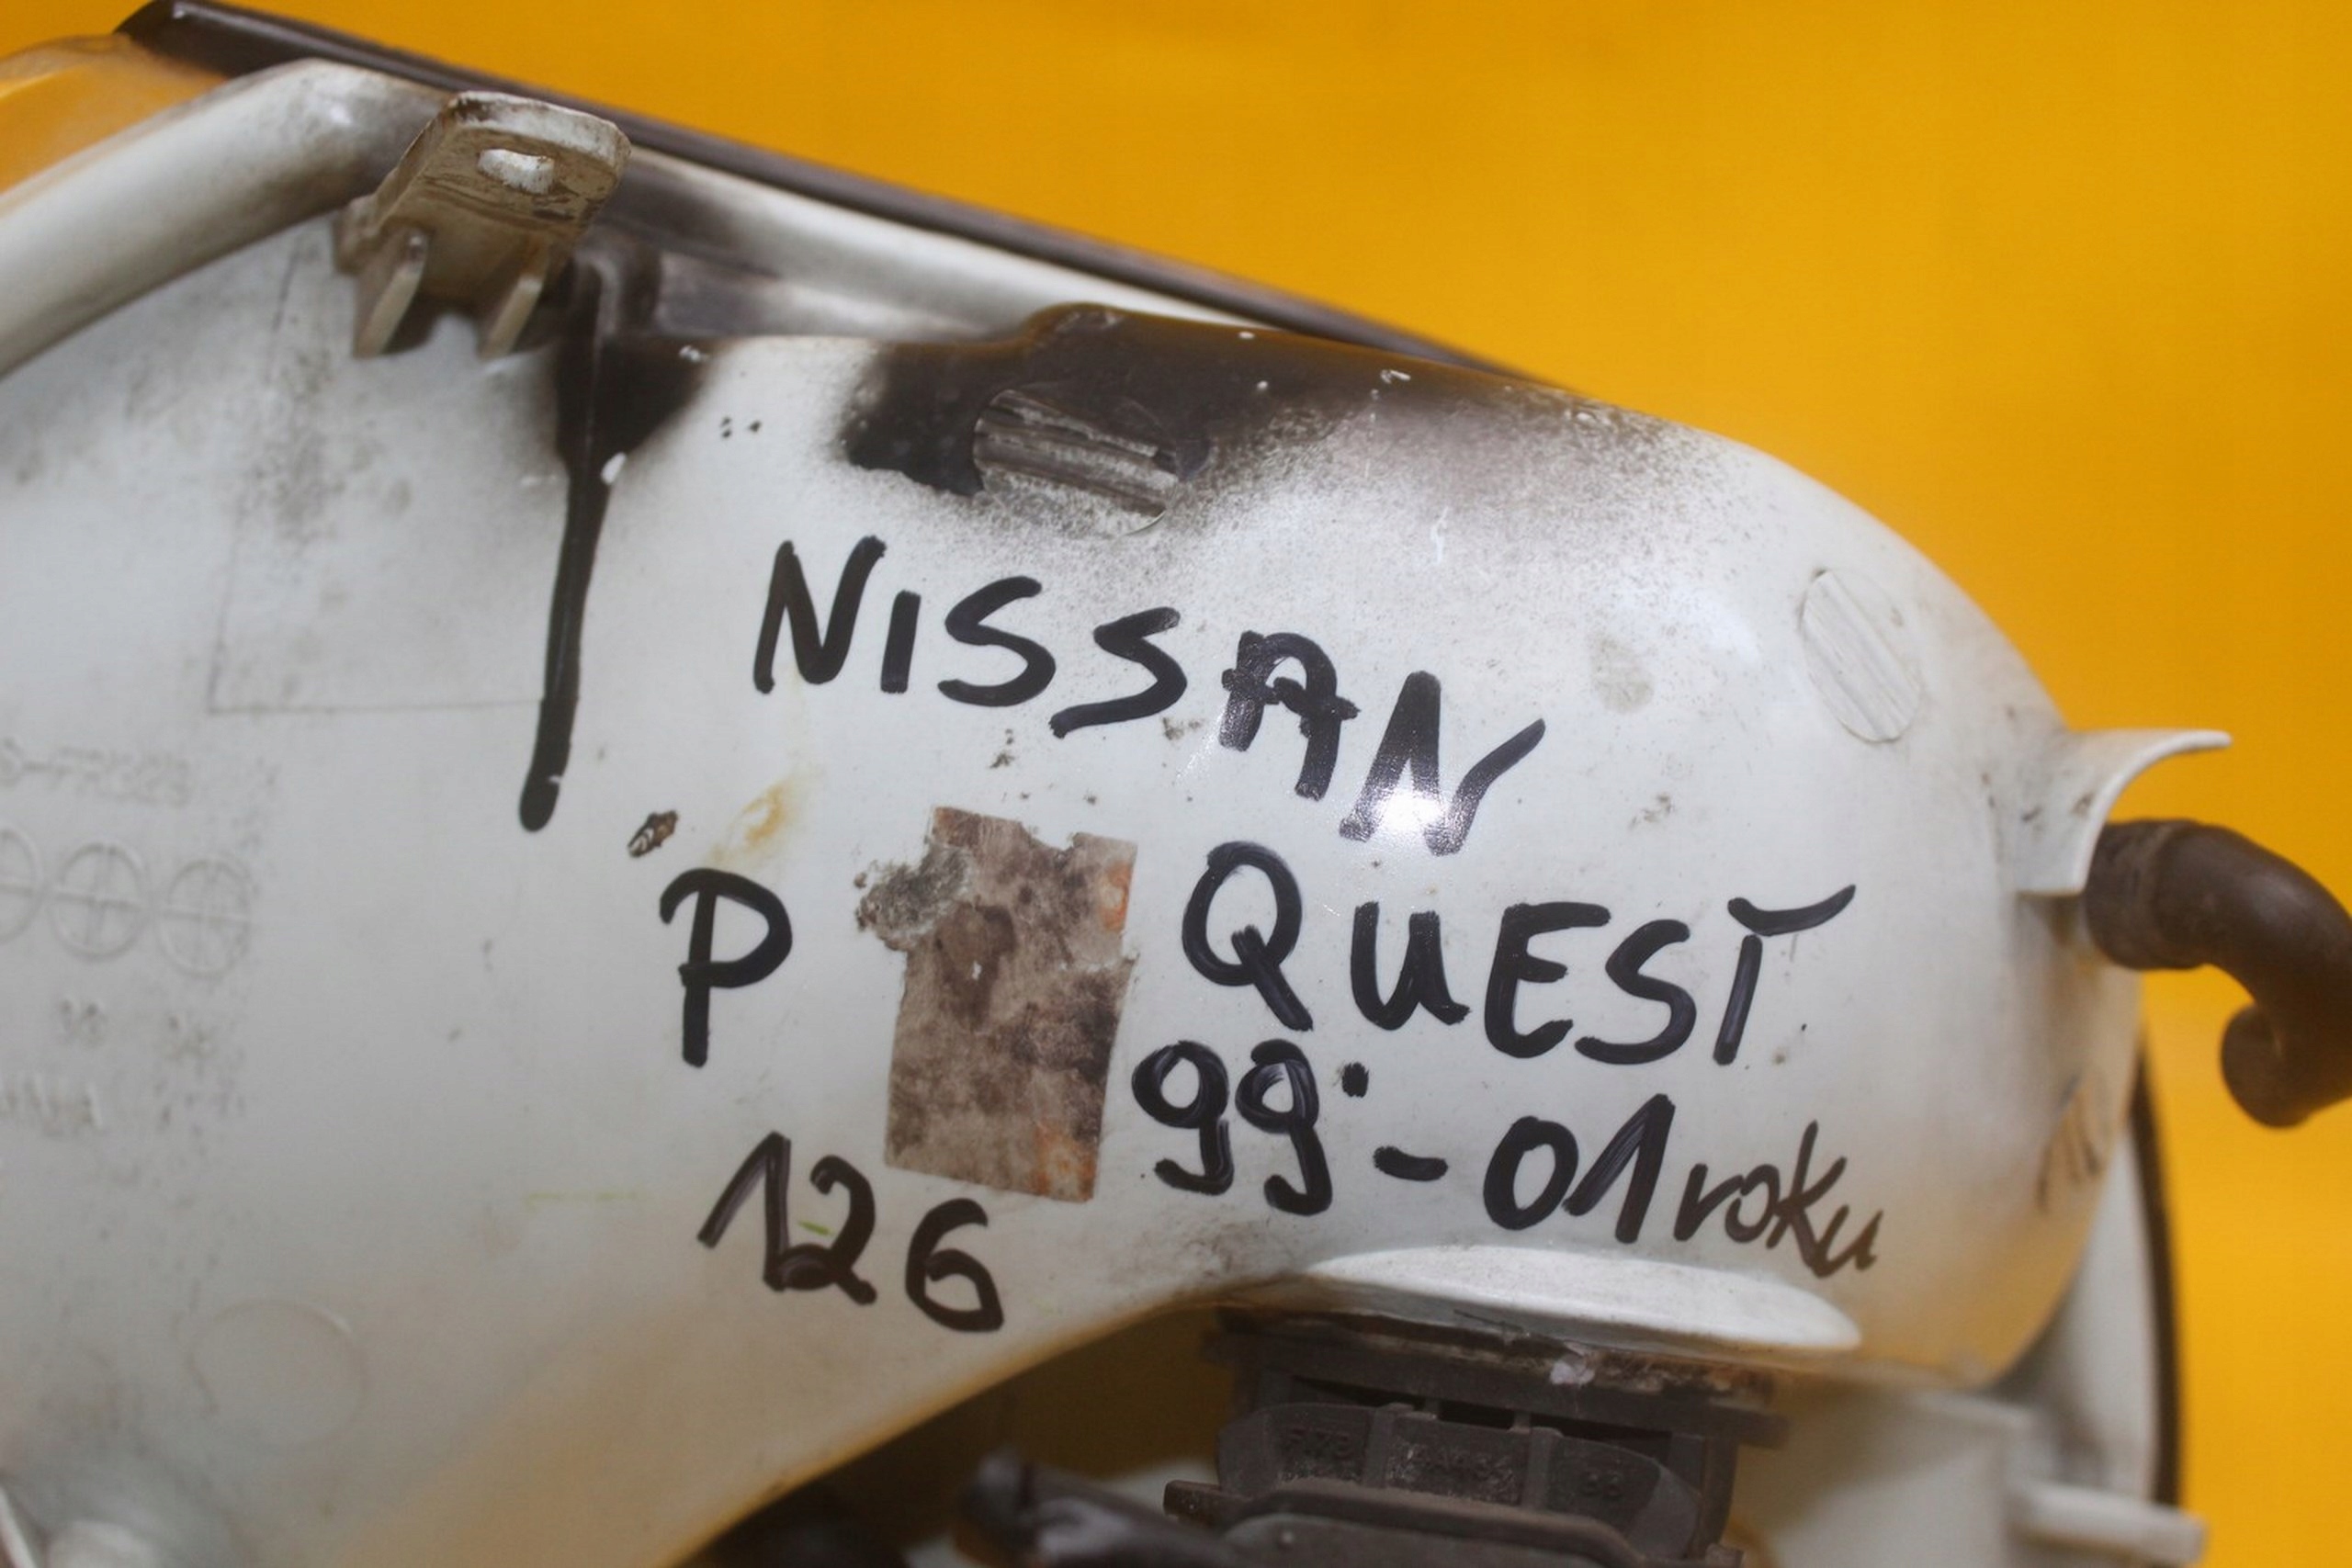 NISSAN
P QUEST
99-01 roku
126